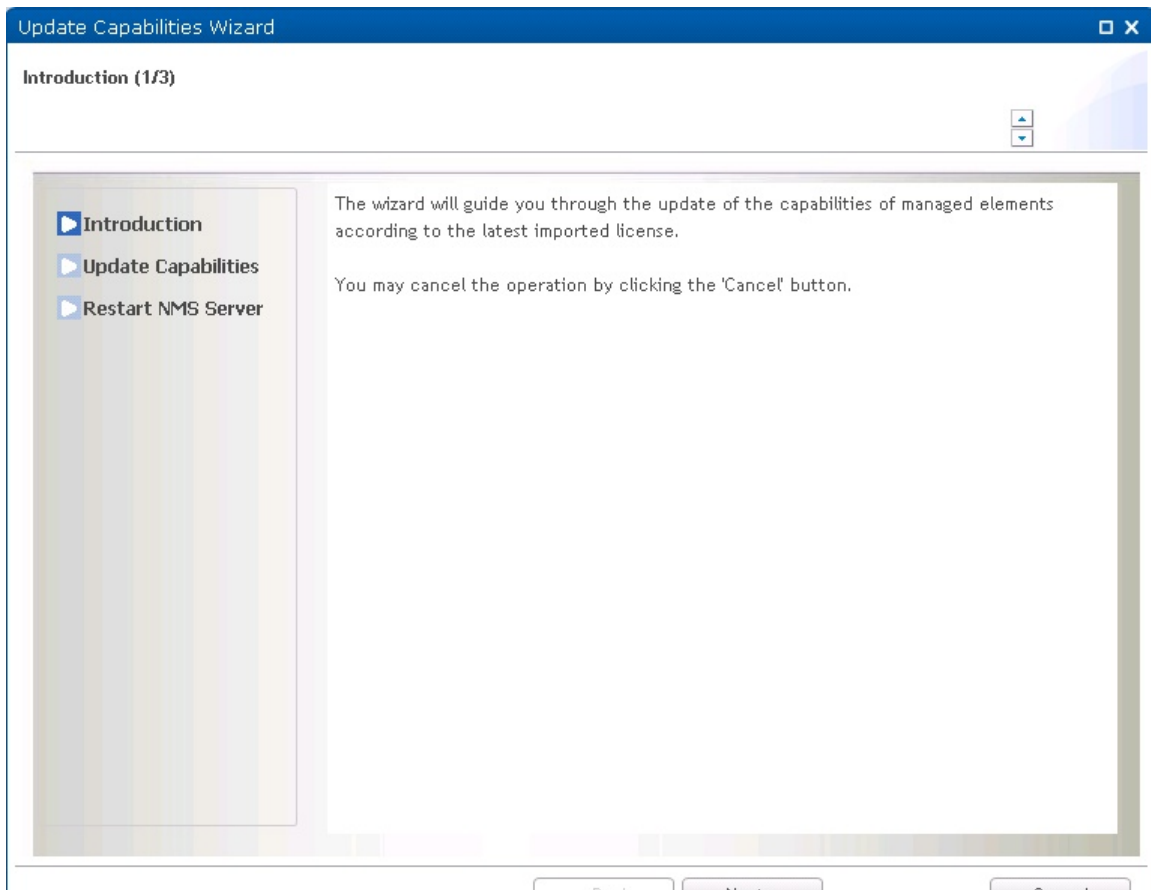 Update Capabilities Wizard
Introduction (1/3)
Introduction
Update Capabilities
Restart NMS Server
The wizard will guide you through the update of the capabilities of managed elements
according to the latest imported license.
You may cancel the operation by clicking the 'Cancel' button.